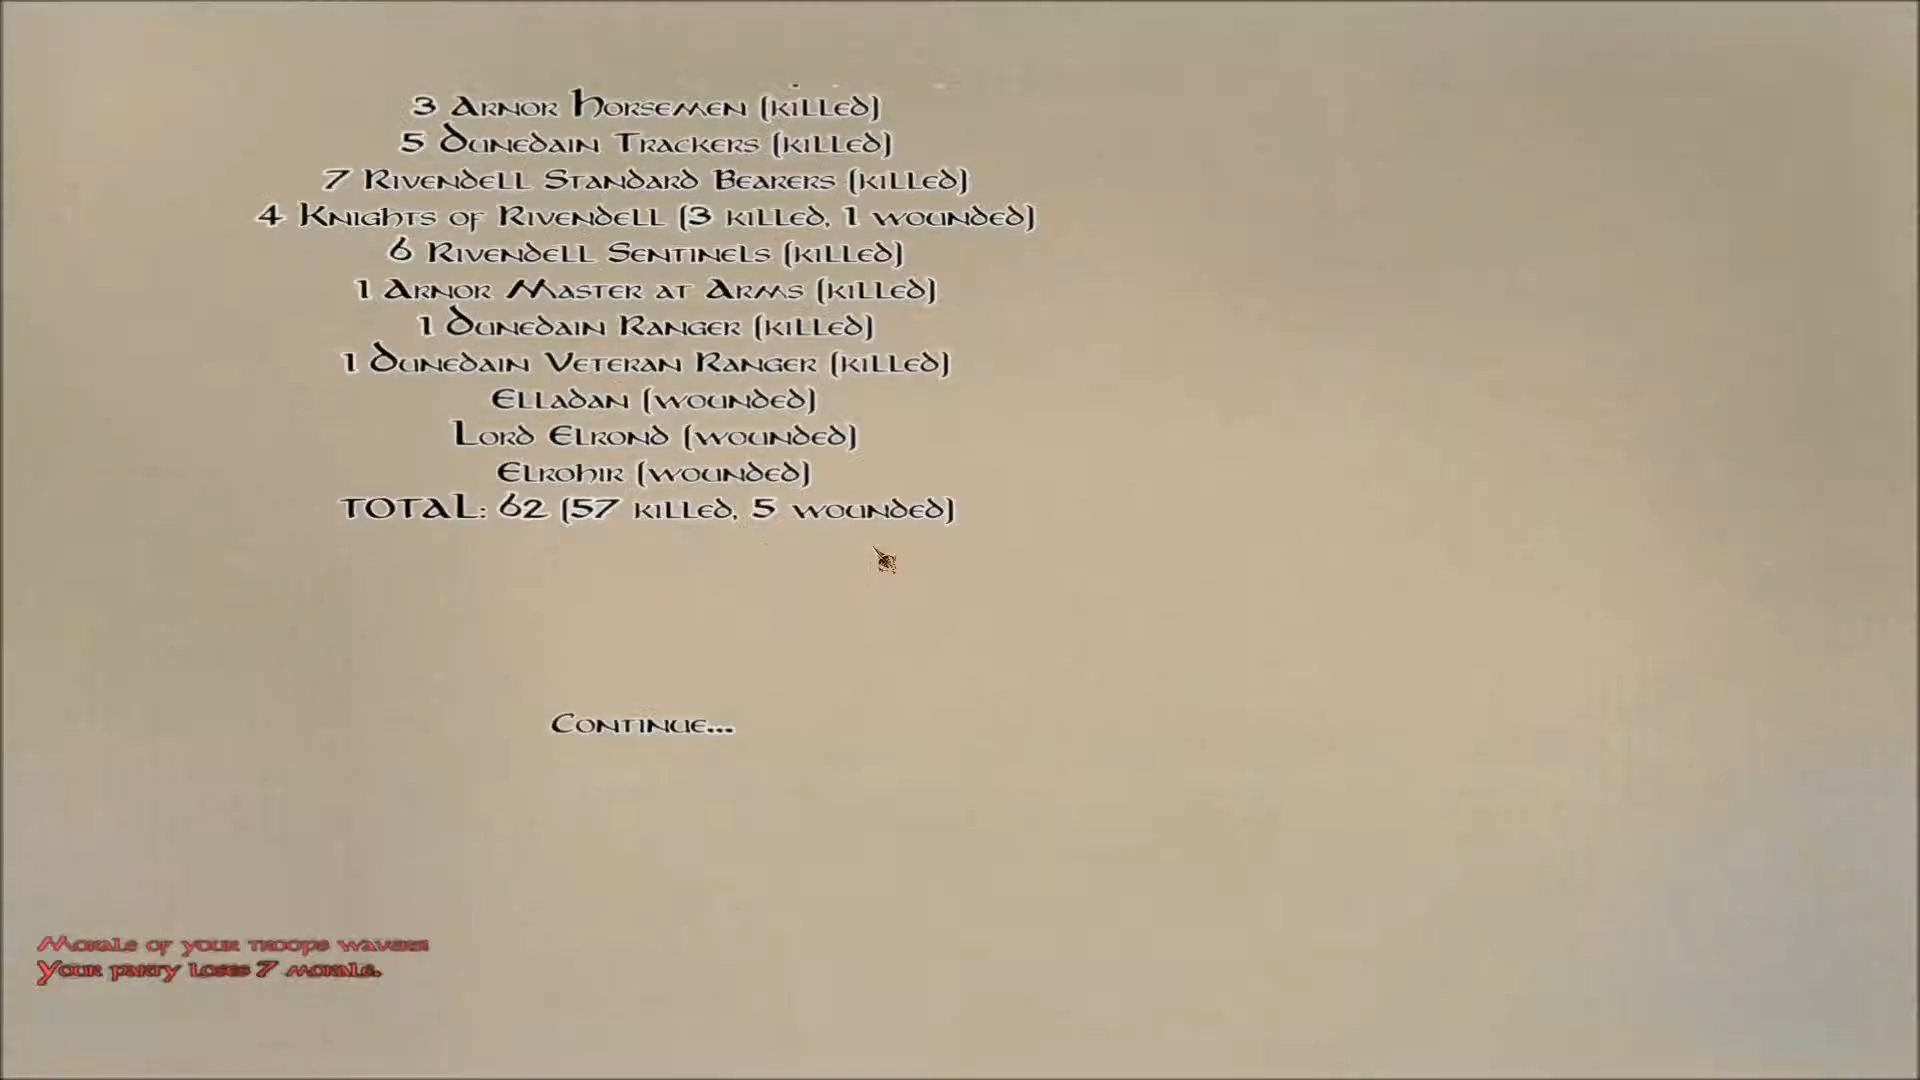 3 Arnor Horsemen (killed)
5 Dunedain Trackers (killed)
7 Rivendell Standard Bearers (killed)
4 Knights of Rivendell (3 killed, 1 wounded)
6 Rivendell Sentinels (killed)
1 Arnor Master at Arms (killed)
1 Dunedain Ranger (killed)
1 Dunedain Veteran Ranger (killed)
Elladan (wounded)
Lord Elrond (wounded)
Elrohir (wounded)
TOTAL: 62 (57 killed, 5 wounded)
Continue...
Morale of your troops wavers!
Your party loses 7 morale.